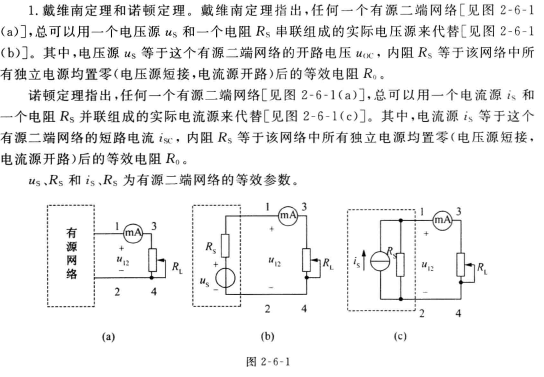 1. 戴维南定理和诺顿定理。戴维南定理指出,任何一个有源二端网络[见图 2-6-1
(a)],总可以用一个电压源 uS 和一个电阻 RS 串联组成的实际电压源来代替[见图 2-6-1
(b)]。其中,电压源 uS 等于这个有源二端网络的开路电压 uOC, 内阻 RS 等于该网络中所
有独立电源均置零(电压源短接,电流源开路)后的等效电阻 R0。
诺顿定理指出,任何一个有源二端网络[见图 2-6-1(a)],总可以用一个电流源 iS 和
一个电阻 RS 并联组成的实际电流源来代替[见图 2-6-1(c)]。其中,电流源 iS 等于这个
有源二端网络的短路电流 iSC, 内阻 RS 等于该网络中所有独立电源均置零(电压源短接,
电流源开路)后的等效电阻 R0。
uS、RS 和 iS、RS 为有源二端网络的等效参数。
有源网络
1
mA
3
+
u12
−
RL
2
4
(a)
RS
+
uS
−
1
mA
3
+
u12
−
RL
2
4
(b)
iS
RS
1
mA
3
+
u12
−
RL
2
4
(c)
图 2-6-1